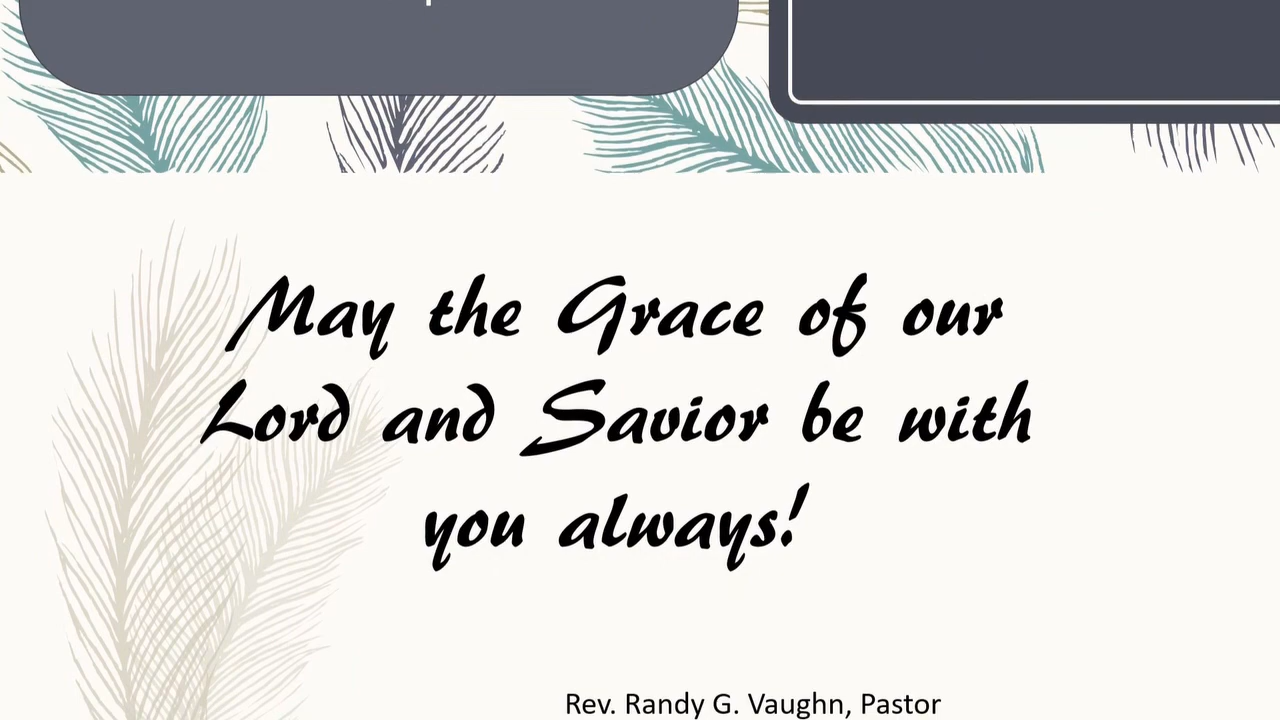 May the Grace of our
Lord and Savior be with
you always!
Rev. Randy G. Vaughn, Pastor